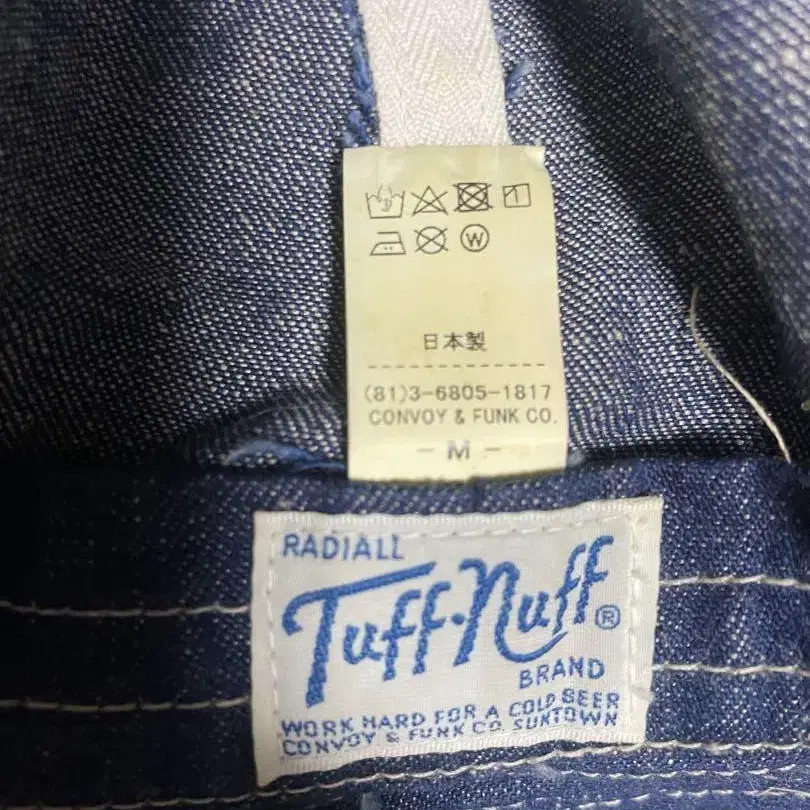 日本製
(81)3-6805-1817
CONVOY & FUNK CO.
- M -
RADIALL
Tuff-Nuff®
BRAND
WORK HARD FOR A COLD BEER
CONVOY & FUNK CO. SUNTOWN